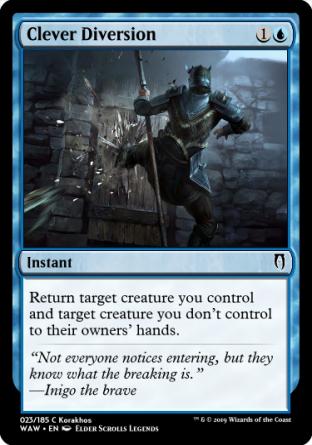 Clever Diversion 1
Instant
Return target creature you control
and target creature you don't control
to their owners' hands.
"Not everyone notices entering, but they
know what the breaking is."
—Inigo the brave
023/185 C Korakhos
WAW • EN Elder Scrolls Legends
™ & © 2019 Wizards of the Coast